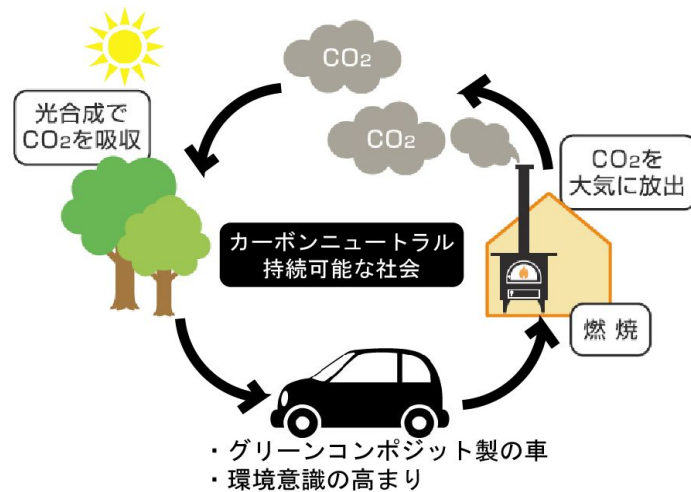 CO₂
光合成で
CO₂を吸収
CO₂
CO₂を
大気に放出
カーボンニュートラル
持続可能な社会
燃 焼
・グリーンコンポジット製の車
・環境意識の高まり